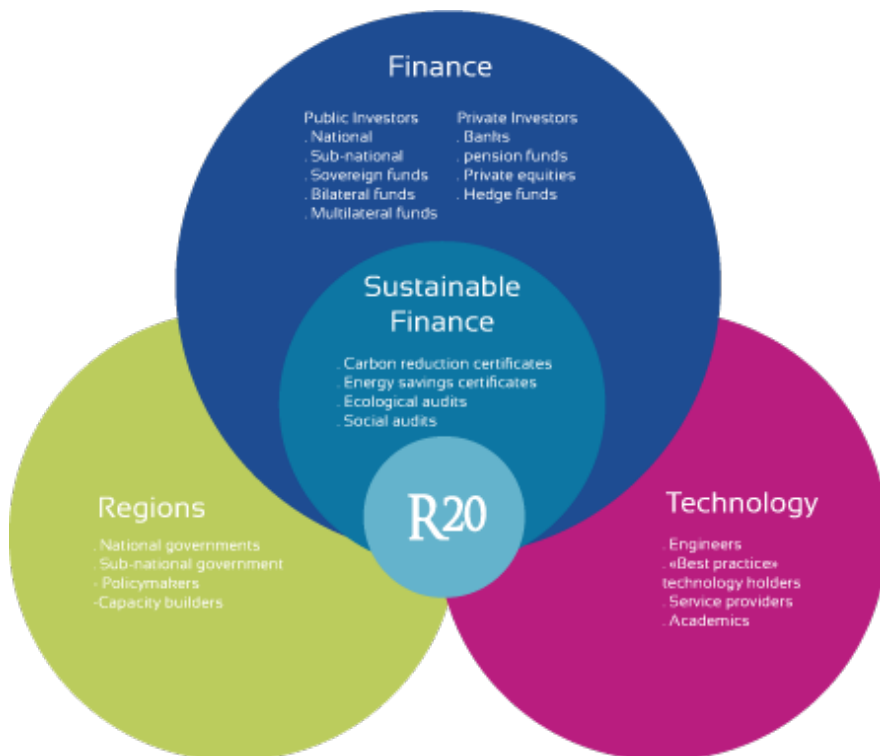 Finance
Public Investors
. National
. Sub-national
. Sovereign funds
. Bilateral funds
. Multilateral funds
Private Investors
. Banks
. pension funds
. Private equities
. Hedge funds
Sustainable
Finance
. Carbon reduction certificates
. Energy savings certificates
. Ecological audits
. Social audits
R20
Regions
. National governments
. Sub-national government
- Policymakers
-Capacity builders
Technology
. Engineers
. «Best practice»
technology holders
. Service providers
. Academics